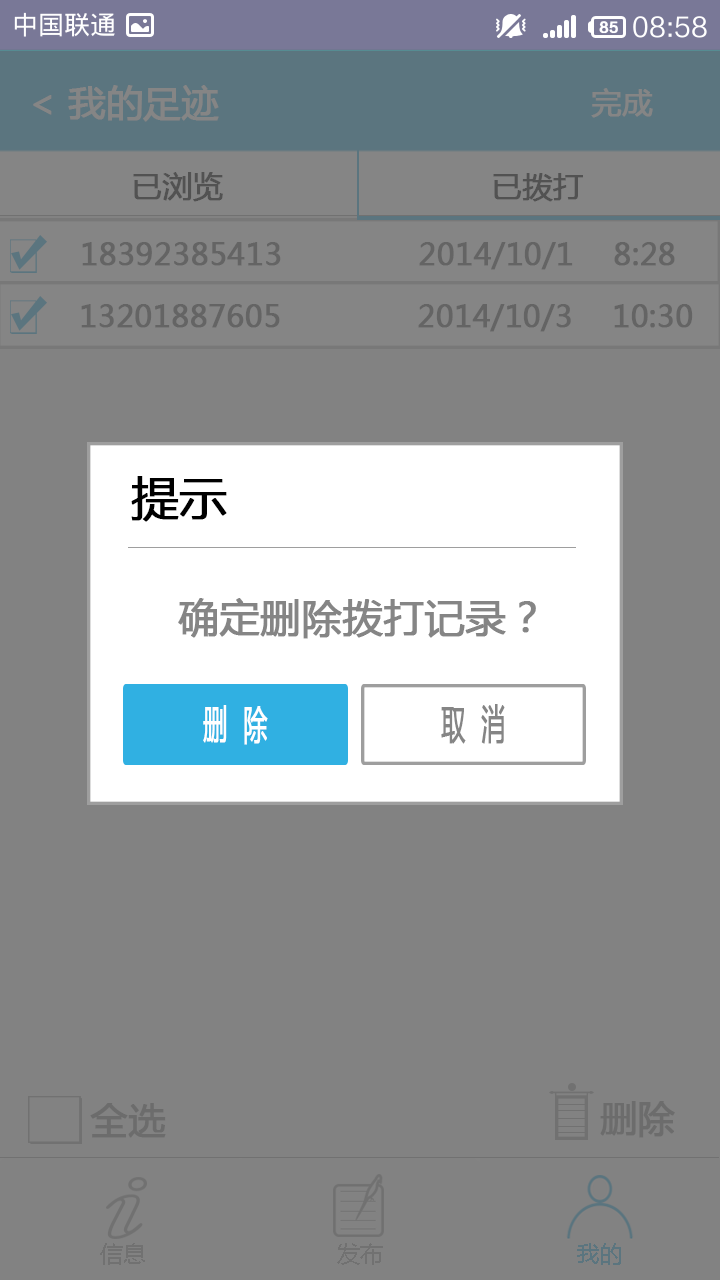 中国联通 85 08:58
< 我的足迹 完成
已浏览 已拨打
18392385413 2014/10/1 8:28
13201887605 2014/10/3 10:30
提示
确定删除拨打记录？
删除 取消
全选 删除
信息 发布 我的